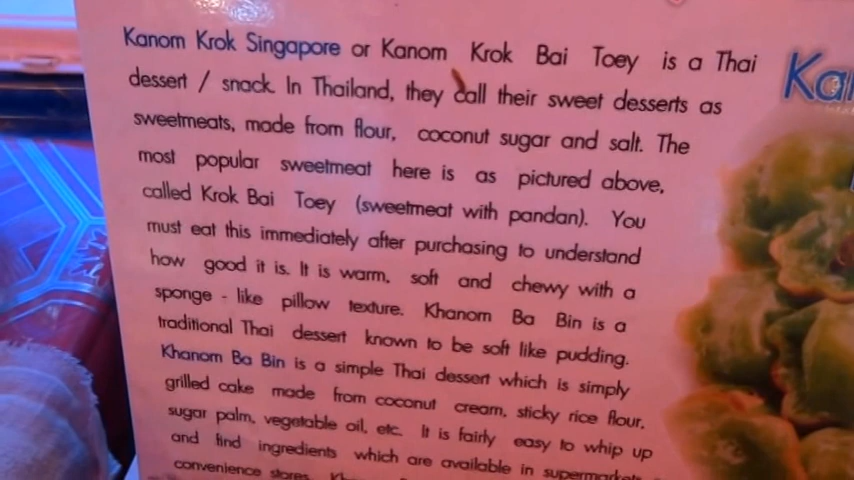 Kanom Krok Singapore or Kanom Krok Bai Toey is a Thai
dessert / snack. In Thailand, they call their sweet desserts as
sweetmeats, made from flour, coconut sugar and salt. The
most popular sweetmeat here is as pictured above,
called Krok Bai Toey (sweetmeat with pandan). You
must eat this immediately after purchasing to understand
how good it is. It is warm, soft and chewy with a
sponge - like pillow texture. Khanom Ba Bin is a
traditional Thai dessert known to be soft like pudding.
Khanom Ba Bin is a simple Thai dessert which is simply
grilled cake made from coconut cream, sticky rice flour,
sugar palm, vegetable oil, etc. It is fairly easy to whip up
and find ingredients which are available in supermarkets
convenience stores.